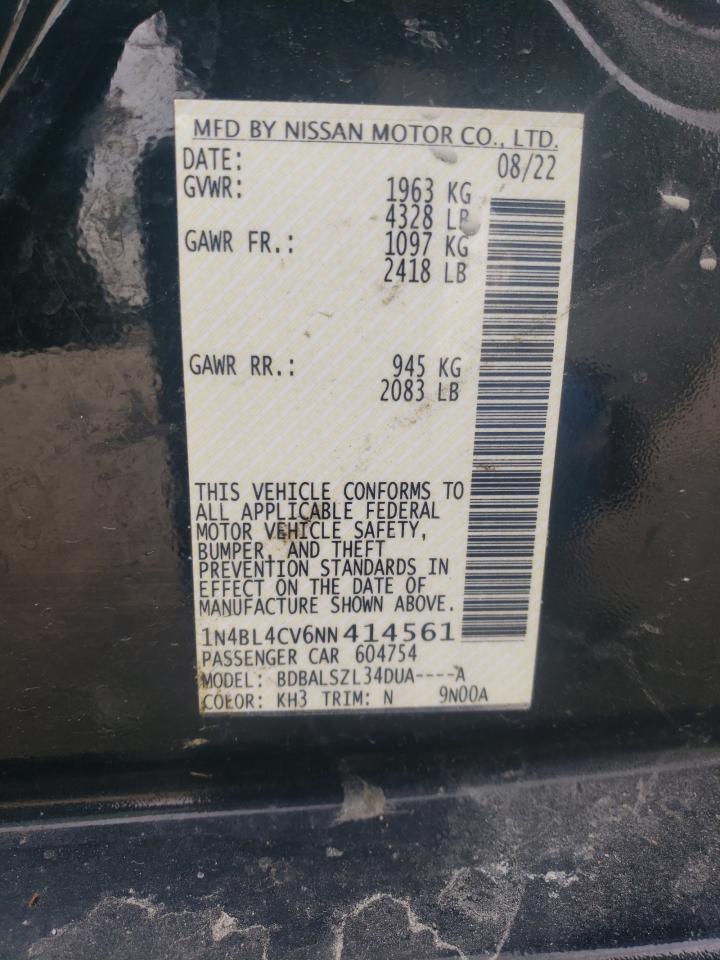 MFD BY NISSAN MOTOR CO., LTD.
DATE: 08/22
GVWR: 1963 KG
4328 LB
GAWR FR.: 1097 KG
2418 LB
GAWR RR.: 945 KG
2083 LB
THIS VEHICLE CONFORMS TO
ALL APPLICABLE FEDERAL
MOTOR VEHICLE SAFETY,
BUMPER, AND THEFT
PREVENTION STANDARDS IN
EFFECT ON THE DATE OF
MANUFACTURE SHOWN ABOVE.
1N4BL4CV6NN414561
PASSENGER CAR 604754
MODEL: BDBALSZL34DUA----A
COLOR: KH3 TRIM: N 9N00A